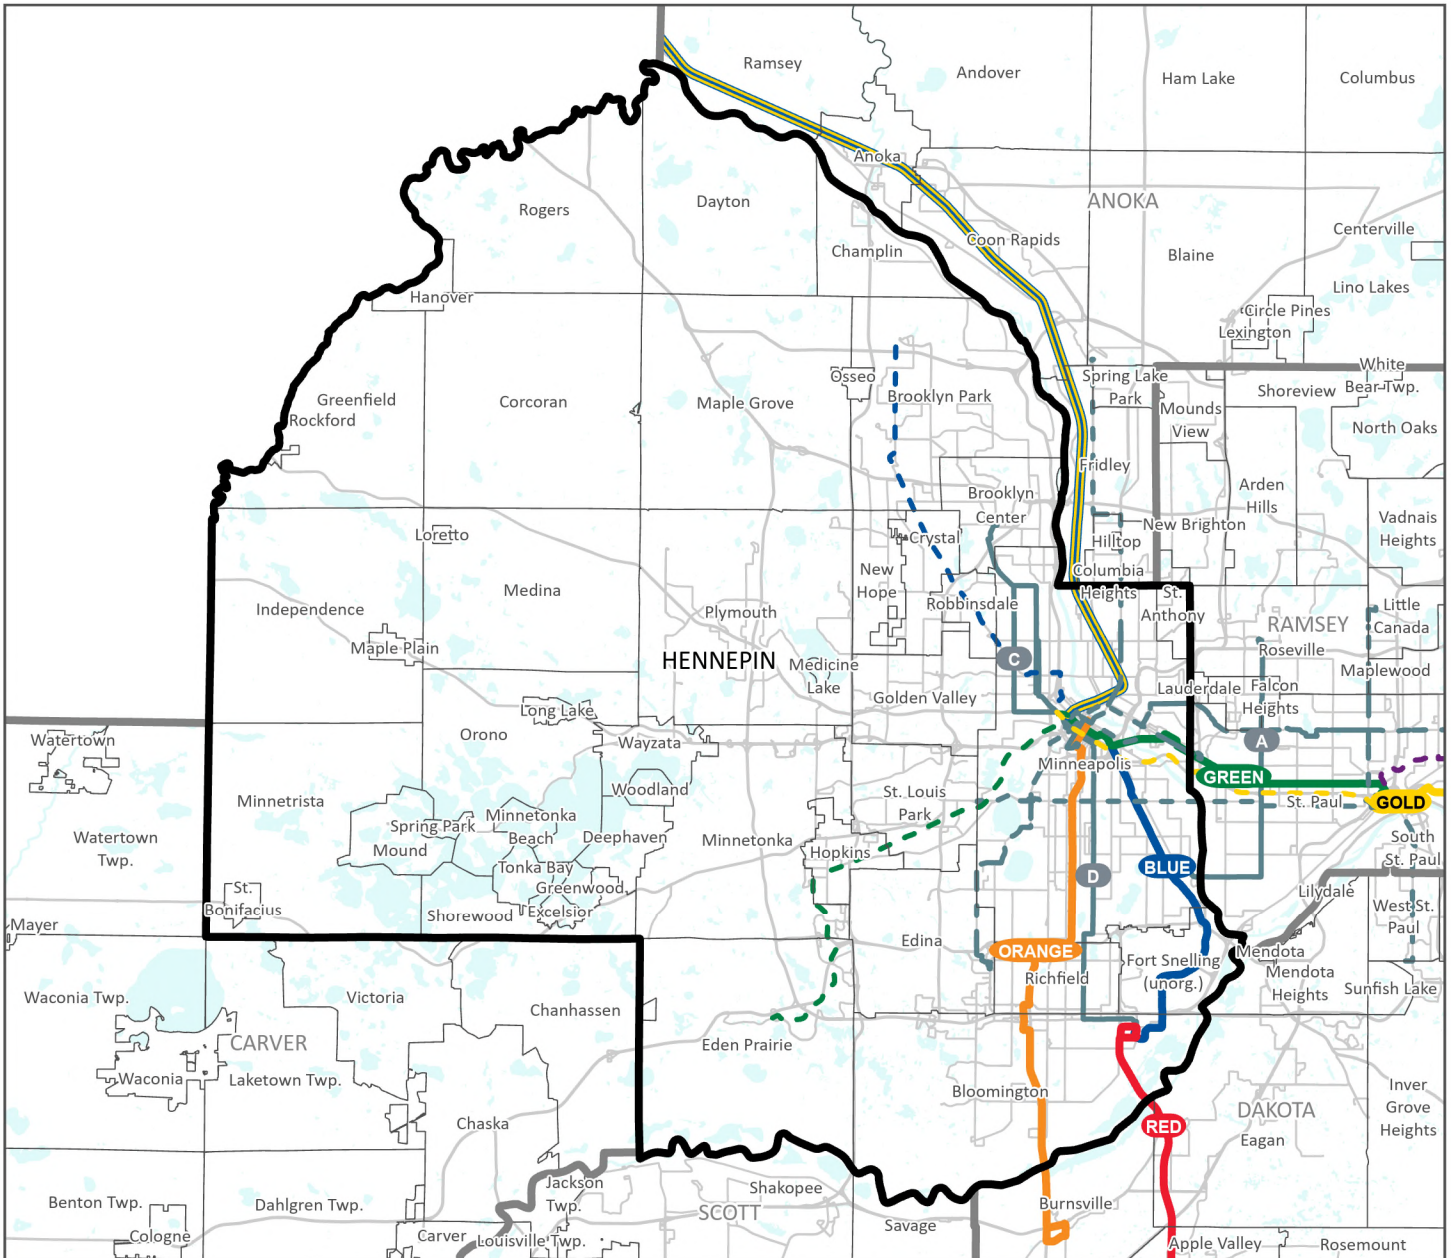 Ramsey
Andover
Ham Lake
Columbus
Anoka
Rogers
Dayton
ANOKA
Champlin
Coon Rapids
Centerville
Blaine
Hanover
Lino Lakes
Circle Pines
Lexington
White
Bear Twp.
Osseo
Spring Lake
Park
Shoreview
Greenfield
Rockford
Corcoran
Maple Grove
Brooklyn Park
Mounds
View
North Oaks
Fridley
Brooklyn
Center
Arden
Hills
Loretto
Crystal
Hilltop
New Brighton
Vadnais
Heights
Independence
Medina
Plymouth
New
Hope
Robbinsdale
Columbia
Heights
St.
Anthony
Little
Canada
RAMSEY
Roseville
Maple Plain
HENNEPIN
Medicine
Lake
C
Maplewood
Long Lake
Golden Valley
Lauderdale
Falcon
Heights
Watertown
Orono
Wayzata
A
Minneapolis
GREEN
Minnetrista
Woodland
St. Louis
Park
St. Paul
GOLD
Watertown
Twp.
Spring Park
Mound
Minnetonka
Beach
Deephaven
Minnetonka
Hopkins
South
St. Paul
Tonka Bay
Greenwood
BLUE
D
St.
Bonifacius
Shorewood
Excelsior
Lilydale
West St.
Paul
Mayer
Edina
ORANGE
Richfield
Fort Snelling
(unorg.)
Mendota
Mendota
Heights
Sunfish Lake
Waconia Twp.
Victoria
Chanhassen
CARVER
Eden Prairie
Waconia
Laketown Twp.
Bloomington
Inver
Grove
Heights
Chaska
RED
DAKOTA
Eagan
Benton Twp.
Dahlgren Twp.
Jackson
Twp.
Shakopee
SCOTT
Savage
Burnsville
Cologne
Carver
Louisville Twp.
Apple Valley
Rosemount